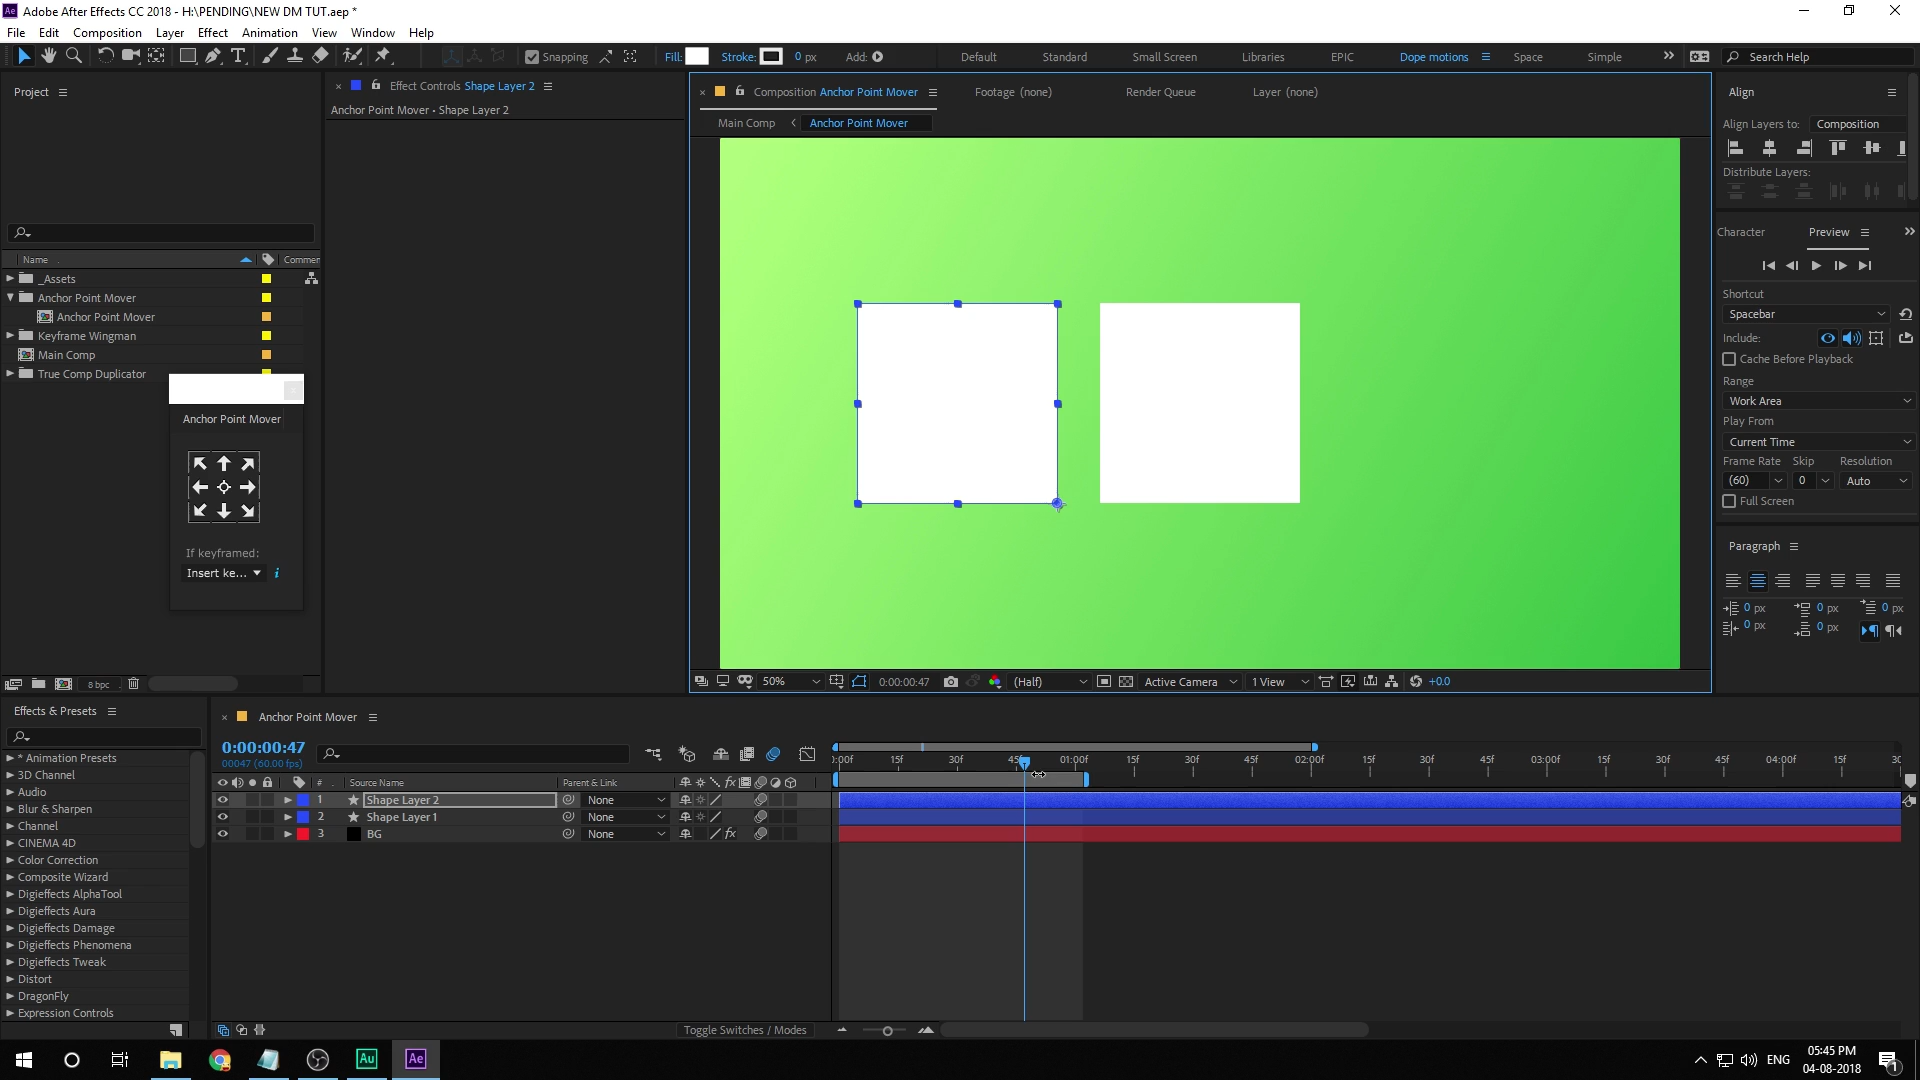 Adobe After Effects CC 2018 - H:\PENDING\NEW DM TUT.aep *
File Edit Composition Layer Effect Animation View Window Help
Snapping
Fill: Stroke: 0 px Add:
Default Standard Small Screen Libraries EPIC Dope motions Space Simple
Search Help
Project
Name
Commen
_Assets
Anchor Point Mover
Anchor Point Mover
Keyframe Wingman
Main Comp
True Comp Duplicator
Anchor Point Mover
If keyframed:
Insert ke...
8 bpc
Effect Controls Shape Layer 2
Anchor Point Mover • Shape Layer 2
Composition Anchor Point Mover
Footage (none)
Render Queue
Layer (none)
Main Comp
Anchor Point Mover
50%
0:00:00:47
(Half)
Active Camera
1 View
+0.0
Align
Align Layers to: Composition
Distribute Layers:
Character
Preview
Shortcut
Spacebar
Include:
Cache Before Playback
Range
Work Area
Play From
Current Time
Frame Rate Skip Resolution
(60) 0 Auto
Full Screen
Paragraph
0 px 0 px 0 px
0 px 0 px
Effects & Presets
* Animation Presets
3D Channel
Audio
Blur & Sharpen
Channel
CINEMA 4D
Color Correction
Composite Wizard
Digieffects AlphaTool
Digieffects Aura
Digieffects Damage
Digieffects Phenomena
Digieffects Tweak
Distort
DragonFly
Expression Controls
Anchor Point Mover
0:00:00:47
00047 (60.00 fps)
# Source Name Parent & Link
1 Shape Layer 2 None
2 Shape Layer 1 None
3 BG None
fx
:00f 15f 30f 45f 01:00f 15f 30f 45f 02:00f 15f 30f 45f 03:00f 15f 30f 45f 04:00f 15f 30
Toggle Switches / Modes
Au Ae
ENG
05:45 PM
04-08-2018
1